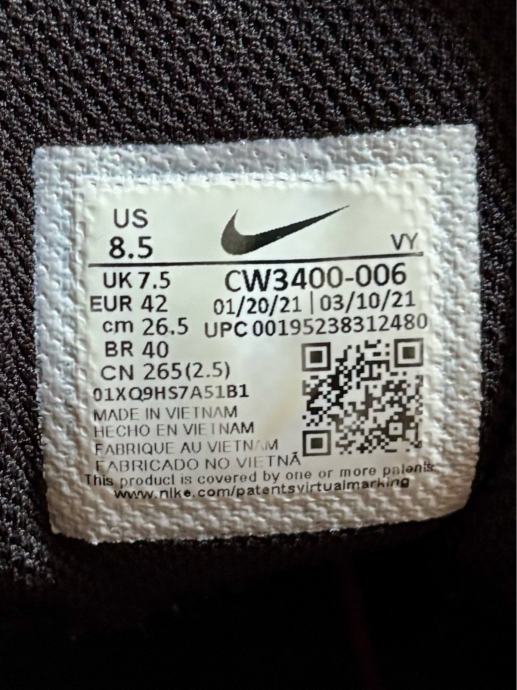 US
8.5
VY
UK 7.5
EUR 42
cm 26.5
BR 40
CN 265(2.5)
CW3400-006
01/20/21 | 03/10/21
UPC 00195238312480
01XQ9HS7A51B1
MADE IN VIETNAM
HECHO EN VIETNAM
FABRIQUE AU VIETNAM
FABRICADO NO VIETNÃ
This product is covered by one or more patents
www.nike.com/patentsvirtualmarking